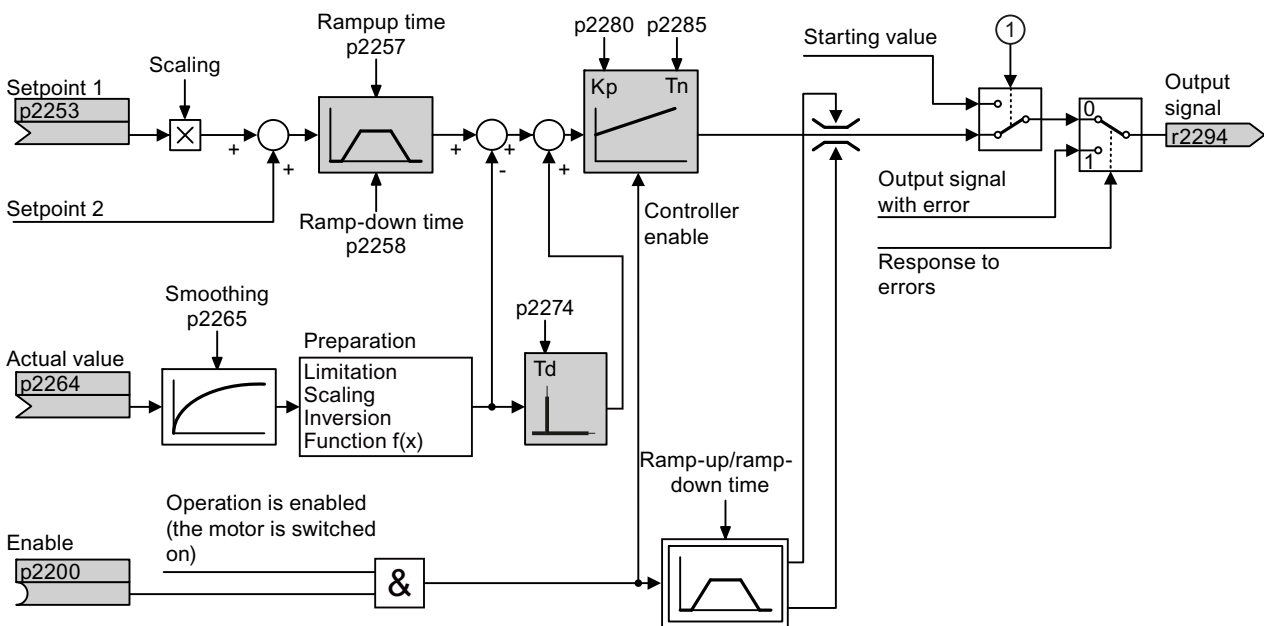 Rampup time
p2257
p2280
p2285
Starting value
1
Scaling
Setpoint 1
p2253
×
Kp
Tn
Output
signal
r2294
0
1
+
+
+
-
+
+
Setpoint 2
Ramp-down time
p2258
Controller
enable
Output signal
with error
Response to
errors
Smoothing
p2265
p2274
Actual value
p2264
Preparation
Limitation
Scaling
Inversion
Function f(x)
Td
Ramp-up/ramp-
down time
Operation is enabled
(the motor is switched
on)
Enable
p2200
&